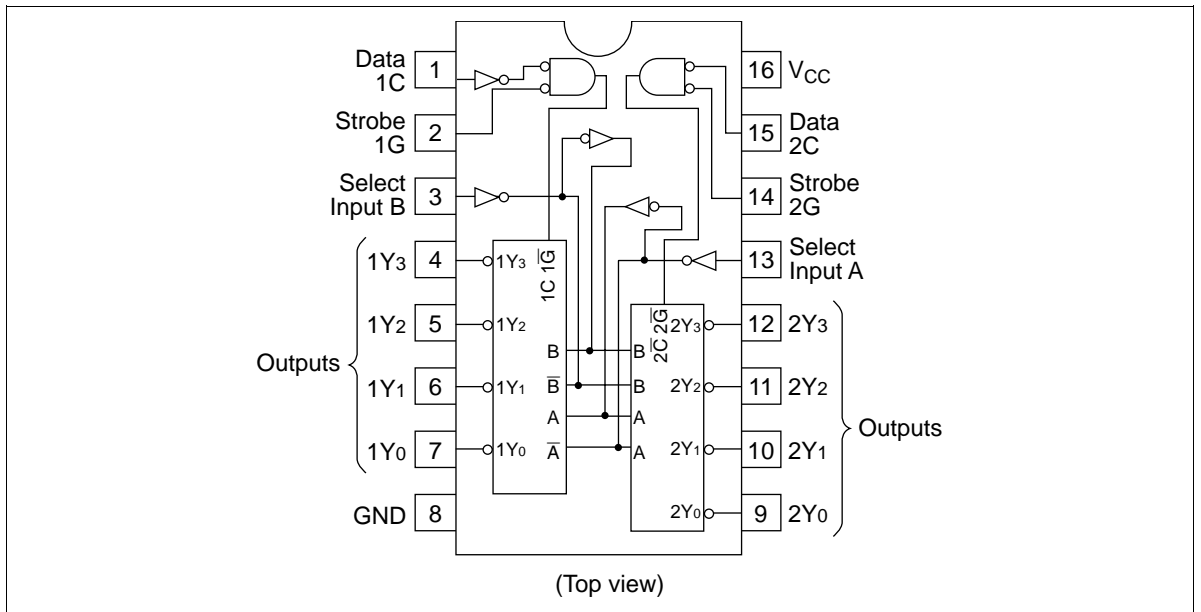 Data
1C
1
Strobe
1G
2
Select
Input B
3
1Y3
4
1Y2
5
Outputs
1Y1
6
1Y0
7
GND
8
16
VCC
15
Data
2C
14
Strobe
2G
13
Select
Input A
12
2Y3
11
2Y2
Outputs
10
2Y1
9
2Y0
1Y3
1Y2
1Y1
1Y0
1C 1G̅
B
B̅
A
A̅
2C̅ 2G̅
B
B
A
A
2Y3
2Y2
2Y1
2Y0
(Top view)